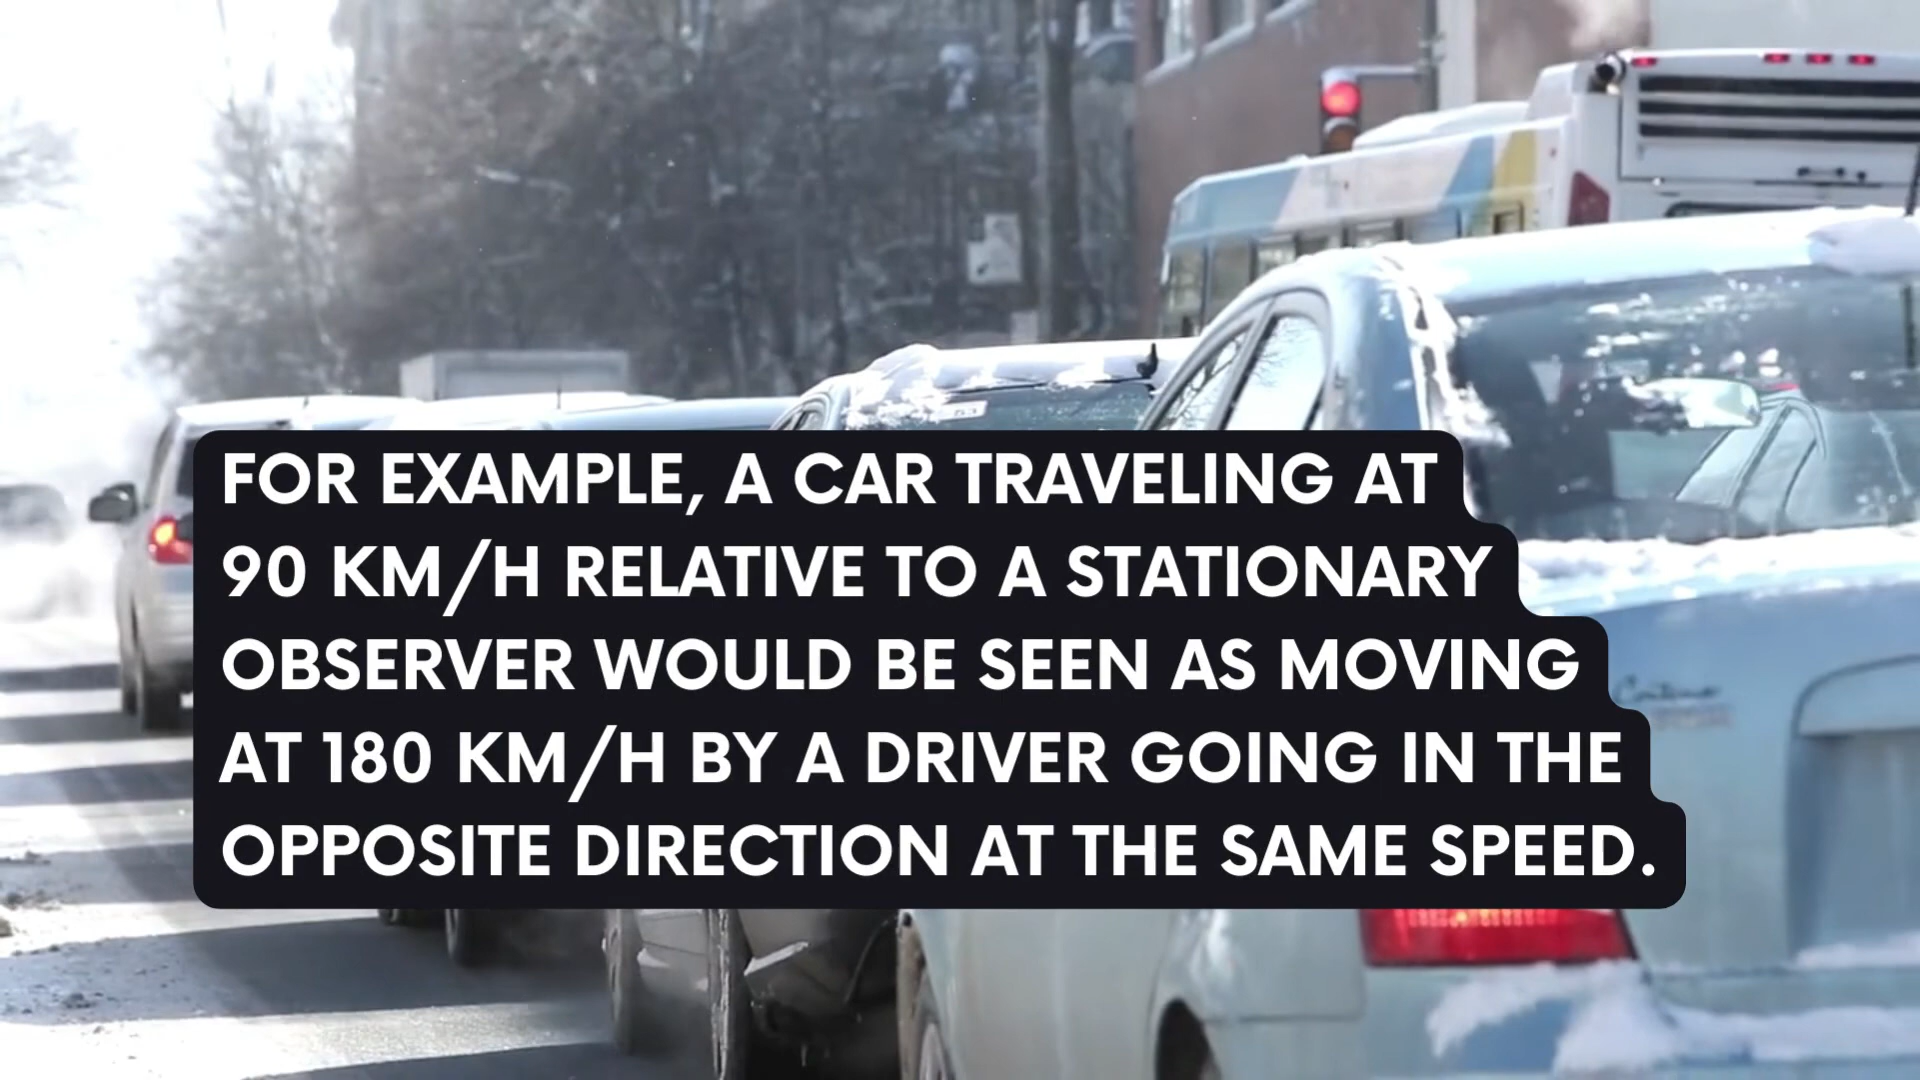 FOR EXAMPLE, A CAR TRAVELING AT
90 KM/H RELATIVE TO A STATIONARY
OBSERVER WOULD BE SEEN AS MOVING
AT 180 KM/H BY A DRIVER GOING IN THE
OPPOSITE DIRECTION AT THE SAME SPEED.